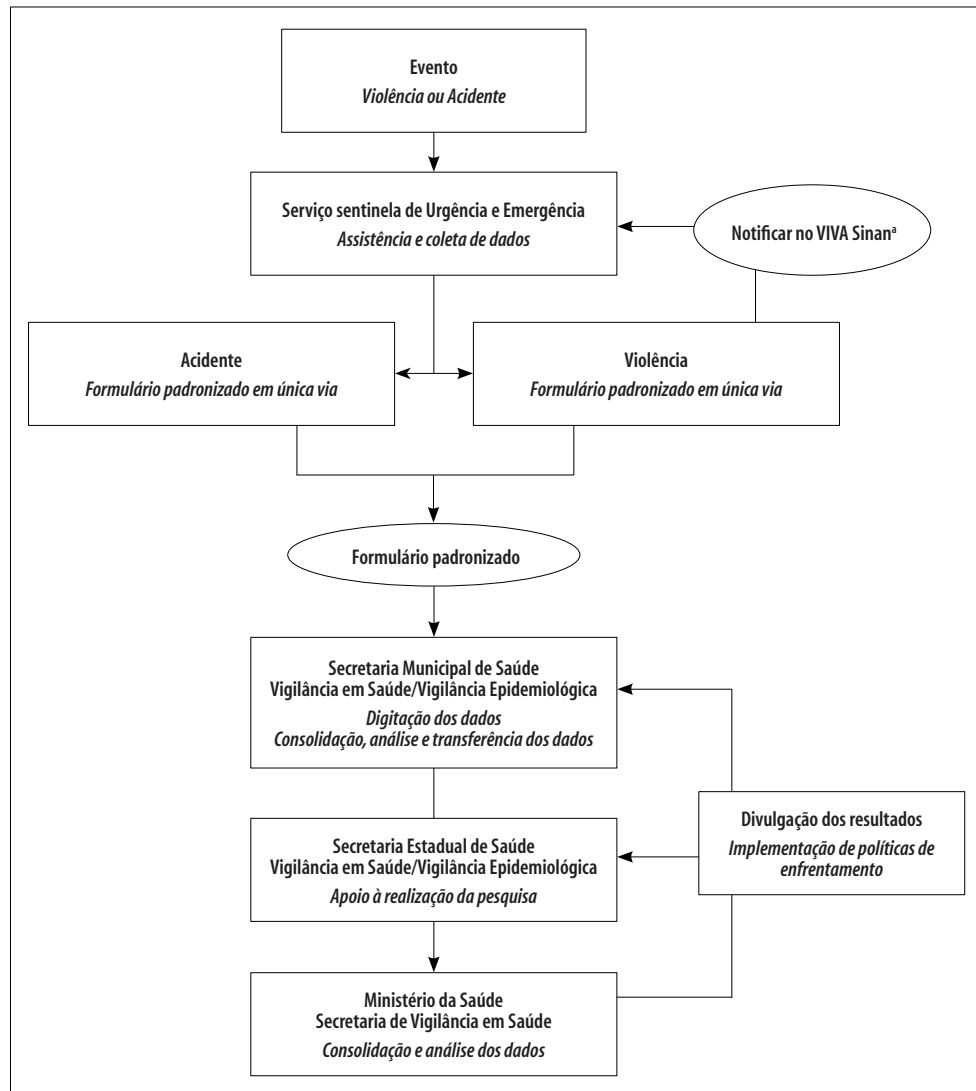 Evento
Violência ou Acidente
Serviço sentinela de Urgência e Emergência
Assistência e coleta de dados
Notificar no VIVA Sinanª
Acidente
Formulário padronizado em única via
Violência
Formulário padronizado em única via
Formulário padronizado
Secretaria Municipal de Saúde
Vigilância em Saúde/Vigilância Epidemiológica
Digitação dos dados
Consolidação, análise e transferência dos dados
Divulgação dos resultados
Implementação de políticas de
enfrentamento
Secretaria Estadual de Saúde
Vigilância em Saúde/Vigilância Epidemiológica
Apoio à realização da pesquisa
Ministério da Saúde
Secretaria de Vigilância em Saúde
Consolidação e análise dos dados